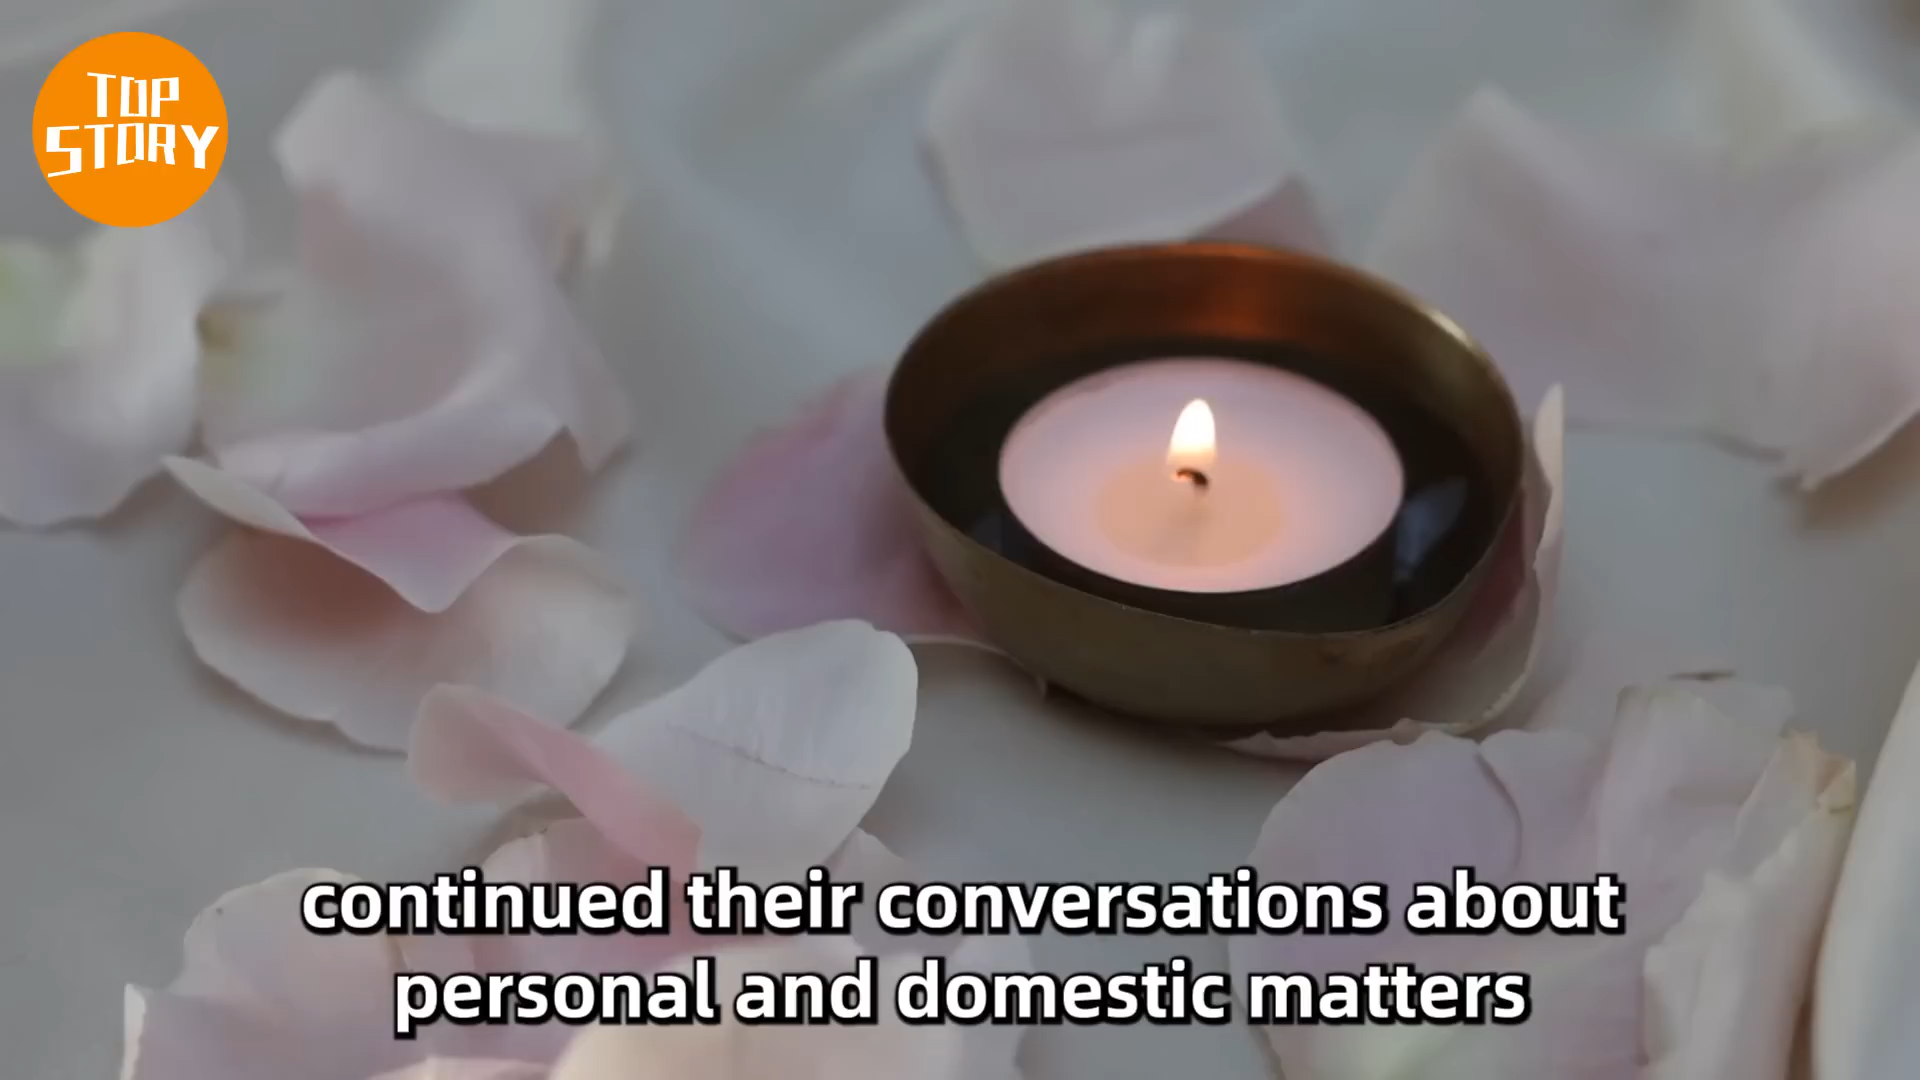 TOP
STORY
continued their conversations about
personal and domestic matters